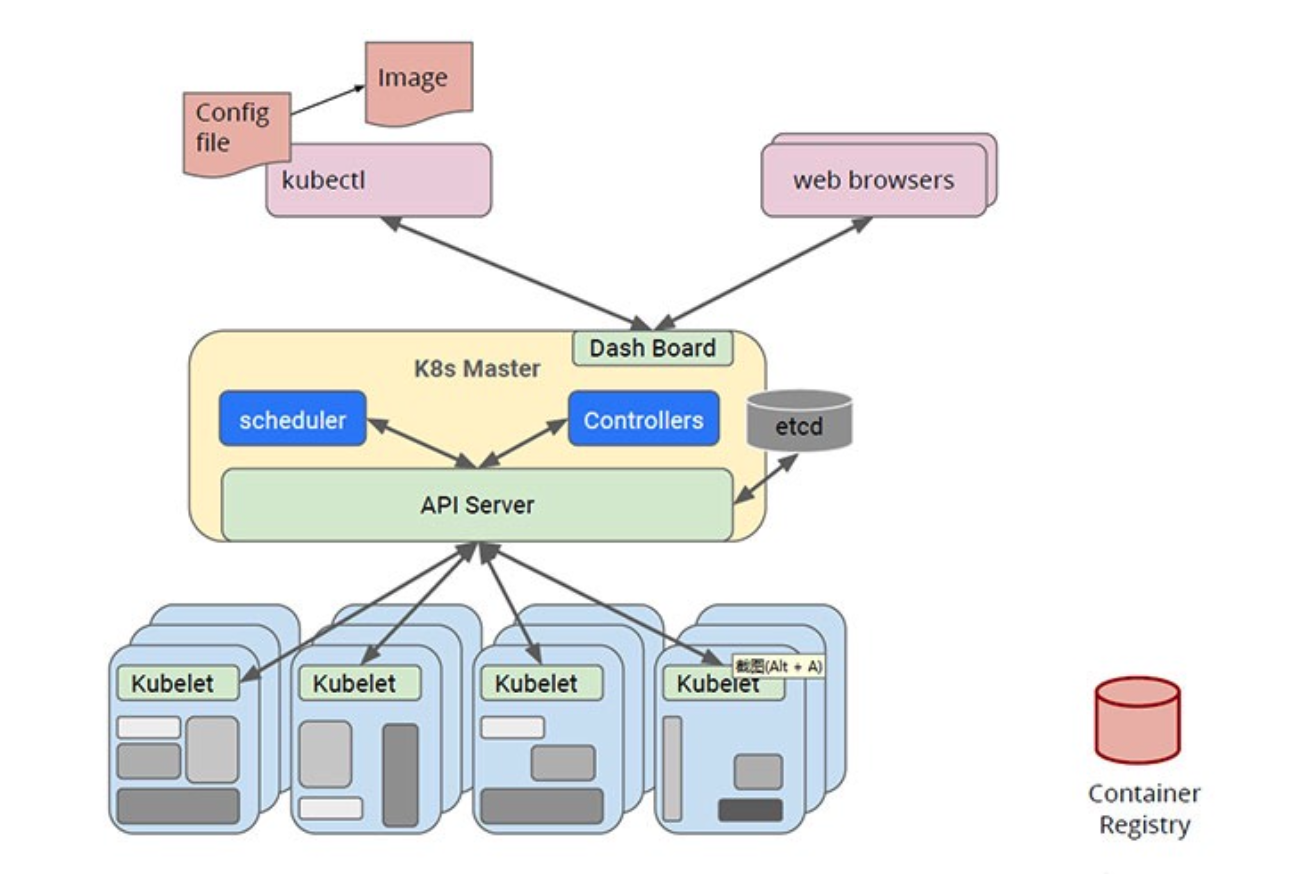 Image
Config
file
kubectl
web browsers
Dash Board
K8s Master
scheduler
Controllers
etcd
API Server
Kubelet
Kubelet
Kubelet
Kubelet
截图(Alt + A)
Container
Registry